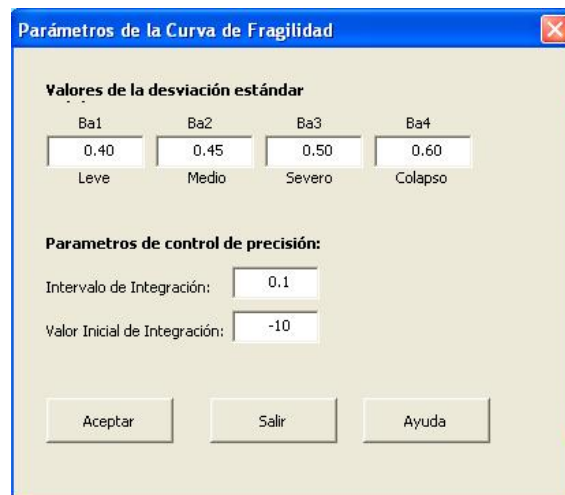 Parámetros de la Curva de Fragilidad
Valores de la desviación estándar
Ba1 Ba2 Ba3 Ba4
0.40 0.45 0.50 0.60
Leve Medio Severo Colapso
Parametros de control de precisión:
Intervalo de Integración: 0.1
Valor Inicial de Integración: -10
Aceptar Salir Ayuda